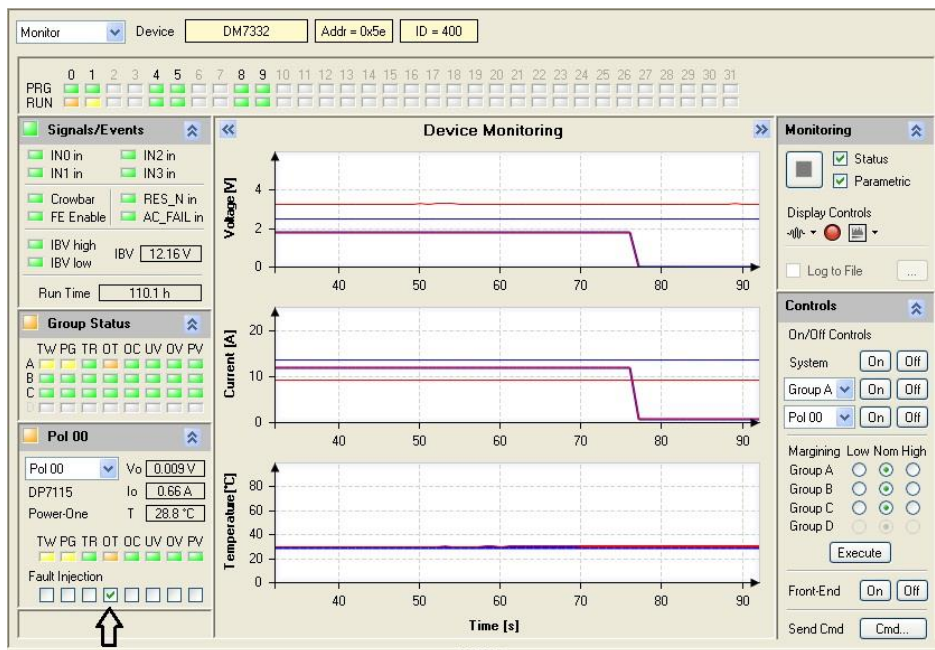 Monitor Device DM7332 Addr = 0x5e ID = 400
0 1 2 3 4 5 6 7 8 9 10 11 12 13 14 15 16 17 18 19 20 21 22 23 24 25 26 27 28 29 30 31
PRG
RUN
Signals/Events
IN0 in IN2 in
IN1 in IN3 in
Crowbar RES_N in
FE Enable AC_FAIL in
IBV high
IBV low
IBV 12.16 V
Run Time 110.1 h
Group Status
TW PG TR OT OC UV OV PV
A
B
C
D
Pol 00
Pol 00 Vo 0.009 V
DP7115 Io 0.66 A
Power-One T 28.8 °C
TW PG TR OT OC UV OV PV
Fault Injection
Device Monitoring
Voltage [V]
4
2
0
40 50 60 70 80 90
Current [A]
20
10
0
40 50 60 70 80 90
Temperature[°C]
80
60
40
20
0
40 50 60 70 80 90
Time [s]
Monitoring
Status
Parametric
Display Controls
Log to File ...
Controls
On/Off Controls
System On Off
Group A On Off
Pol 00 On Off
Margining Low Nom High
Group A
Group B
Group C
Group D
Execute
Front-End On Off
Send Cmd Cmd...